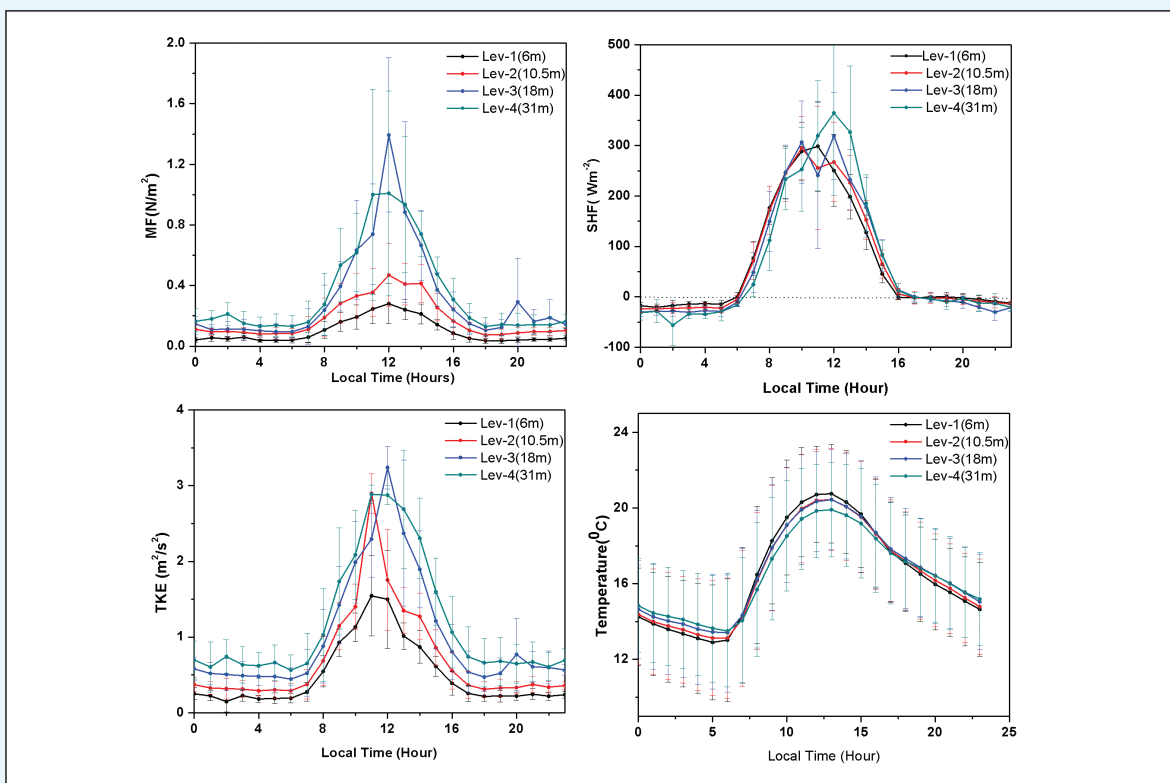 2.0
1.6
1.2
0.8
0.4
0.0
MF(N/m²)
Lev-1(6m)
Lev-2(10.5m)
Lev-3(18m)
Lev-4(31m)
0 4 8 12 16 20
Local Time (Hours)
500
400
300
200
100
0
-100
SHF( Wm⁻²)
Lev-1(6m)
Lev-2(10.5m)
Lev-3(18m)
Lev-4(31m)
0 4 8 12 16 20
Local Time (Hour)
4
3
2
1
0
TKE (m²/s²)
Lev-1(6m)
Lev-2(10.5m)
Lev-3(18m)
Lev-4(31m)
0 4 8 12 16 20
Local Time (Hour)
24
20
16
12
Temperature(⁰C)
Lev-1(6m)
Lev-2(10.5m)
Lev-3(18m)
Lev-4(31m)
0 5 10 15 20 25
Local Time (Hour)